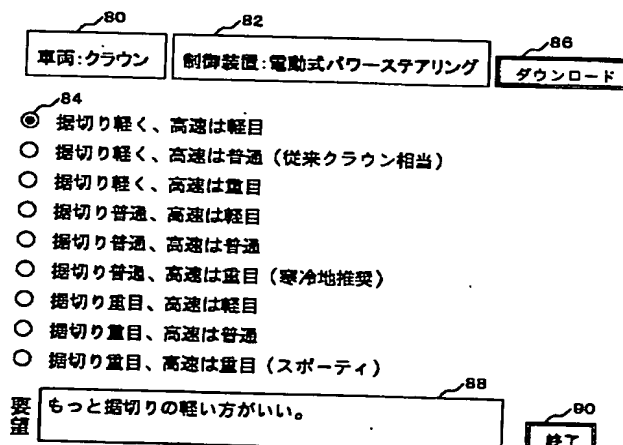 80 82 86
車両:クラウン 制御装置:電動式パワーステアリング ダウンロード
84
据切り軽く、高速は軽目
据切り軽く、高速は普通(従来クラウン相当)
据切り軽く、高速は重目
据切り普通、高速は軽目
据切り普通、高速は普通
据切り普通、高速は重目(寒冷地推奨)
据切り重目、高速は軽目
据切り重目、高速は普通
据切り重目、高速は重目(スポーティ)
88
要望 もっと据切りの軽い方がいい。
90
終了